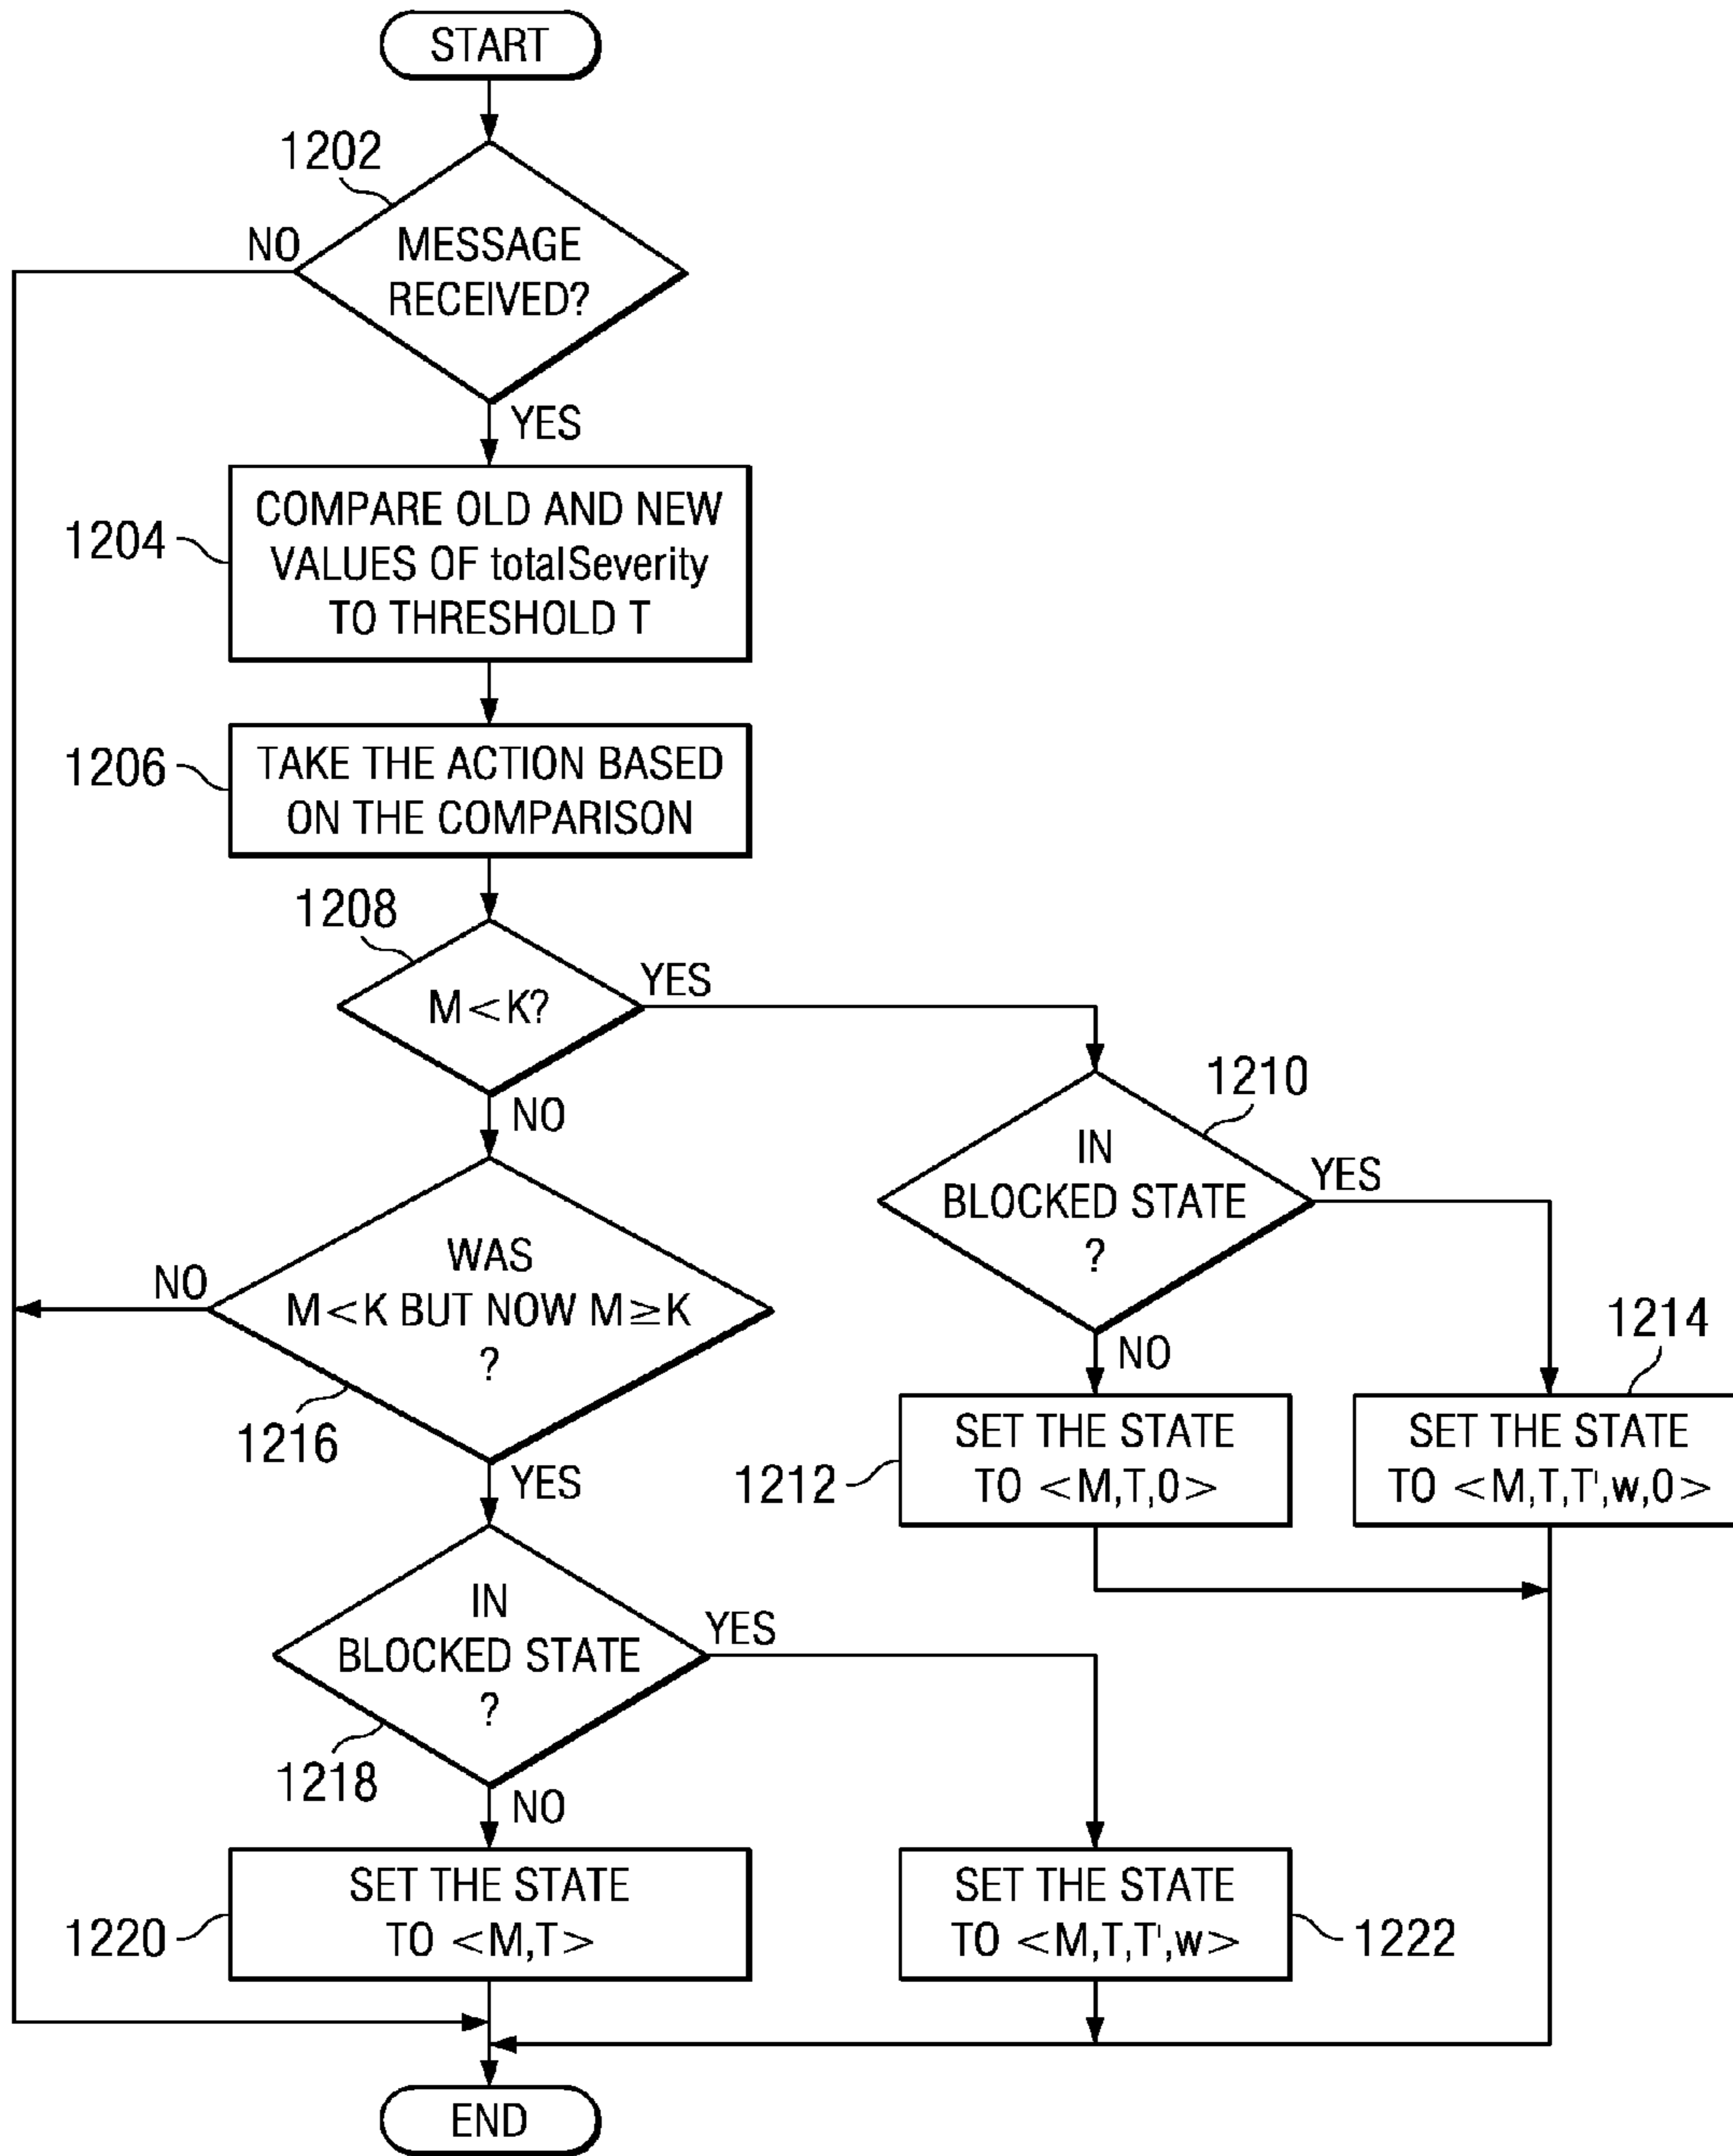 START
1202
NO
MESSAGE
RECEIVED?
YES
1204
COMPARE OLD AND NEW
VALUES OF totalSeverity
TO THRESHOLD T
1206
TAKE THE ACTION BASED
ON THE COMPARISON
1208
M<K?
YES
NO
1210
IN
BLOCKED STATE
?
YES
NO
1212
SET THE STATE
TO <M,T,0>
1214
SET THE STATE
TO <M,T,T',w,0>
WAS
M<K BUT NOW M≥K
?
NO
1216
YES
IN
BLOCKED STATE
?
YES
1218
NO
1220
SET THE STATE
TO <M,T>
SET THE STATE
TO <M,T,T',w>
1222
END